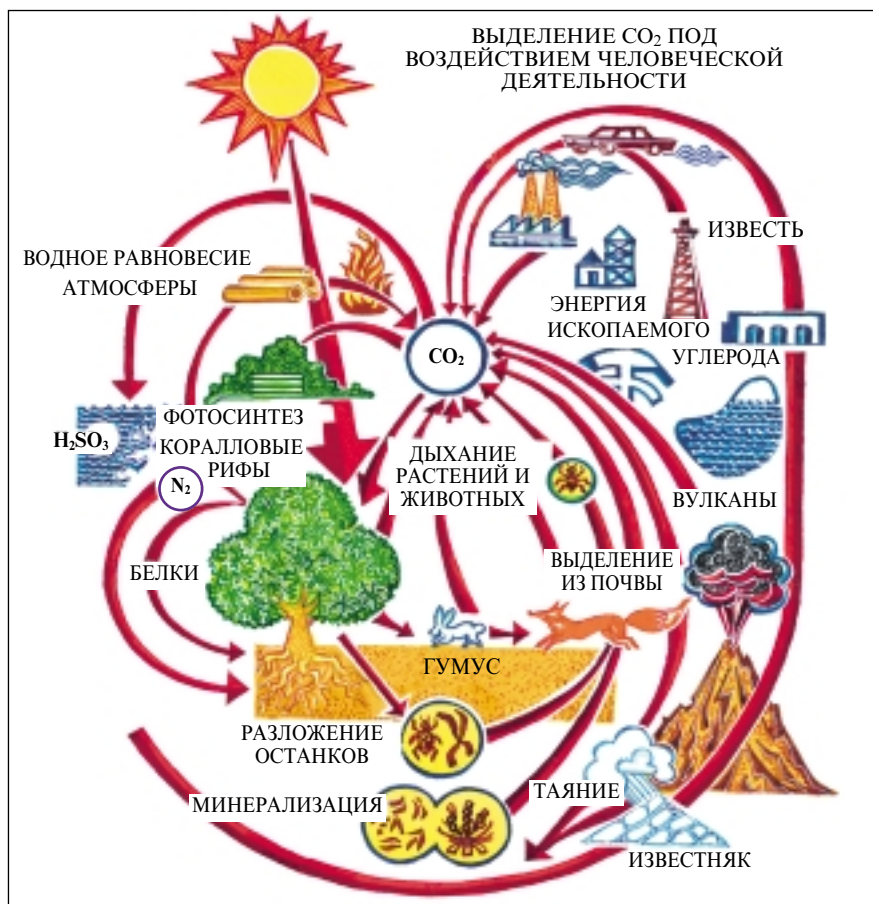 ВЫДЕЛЕНИЕ CO₂ ПОД
ВОЗДЕЙСТВИЕМ ЧЕЛОВЕЧЕСКОЙ
ДЕЯТЕЛЬНОСТИ
ИЗВЕСТЬ
ВОДНОЕ РАВНОВЕСИЕ
АТМОСФЕРЫ
ЭНЕРГИЯ
ИСКОПАЕМОГО
УГЛЕРОДА
CO₂
H₂SO₃
ФОТОСИНТЕЗ
КОРАЛЛОВЫЕ
РИФЫ
N₂
ДЫХАНИЕ
РАСТЕНИЙ И
ЖИВОТНЫХ
ВУЛКАНЫ
БЕЛКИ
ВЫДЕЛЕНИЕ
ИЗ ПОЧВЫ
ГУМУС
РАЗЛОЖЕНИЕ
ОСТАНКОВ
МИНЕРАЛИЗАЦИЯ
ТАЯНИЕ
ИЗВЕСТНЯК